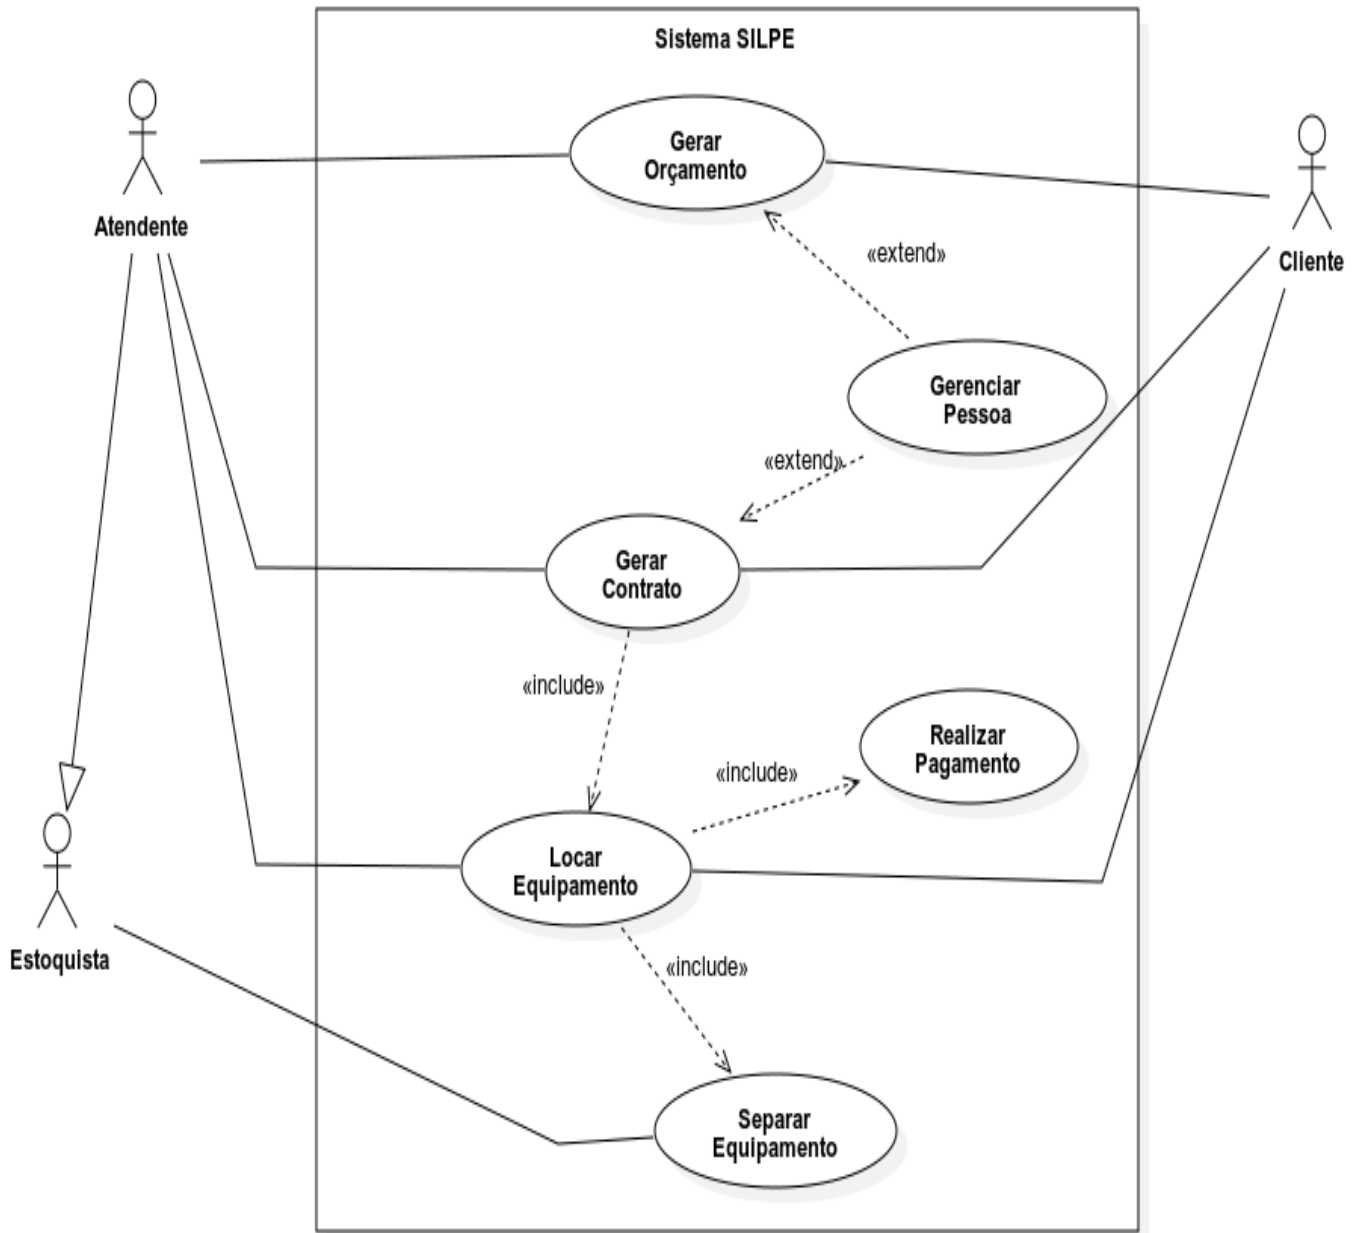 Sistema SILPE
Gerar
Orçamento
Atendente
«extend»
Cliente
Gerenciar
Pessoa
«extend»
Gerar
Contrato
«include»
Realizar
Pagamento
«include»
Locar
Equipamento
Estoquista
«include»
Separar
Equipamento